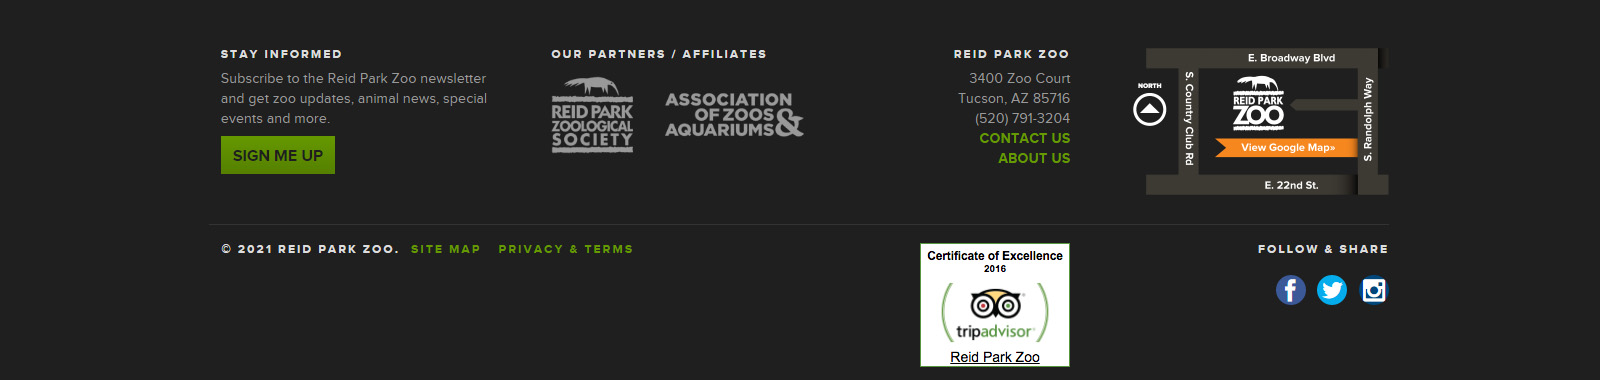 STAY INFORMED
Subscribe to the Reid Park Zoo newsletter
and get zoo updates, animal news, special
events and more.
SIGN ME UP
OUR PARTNERS / AFFILIATES
REID PARK
ZOOLOGICAL
SOCIETY
ASSOCIATION
OF ZOOS
AQUARIUMS &
REID PARK ZOO
3400 Zoo Court
Tucson, AZ 85716
(520) 791-3204
CONTACT US
ABOUT US
NORTH
E. Broadway Blvd
S. Country Club Rd
REID PARK
ZOO
S. Randolph Way
View Google Map»
E. 22nd St.
© 2021 REID PARK ZOO. SITE MAP PRIVACY & TERMS
Certificate of Excellence
2016
tripadvisor®
Reid Park Zoo
FOLLOW & SHARE